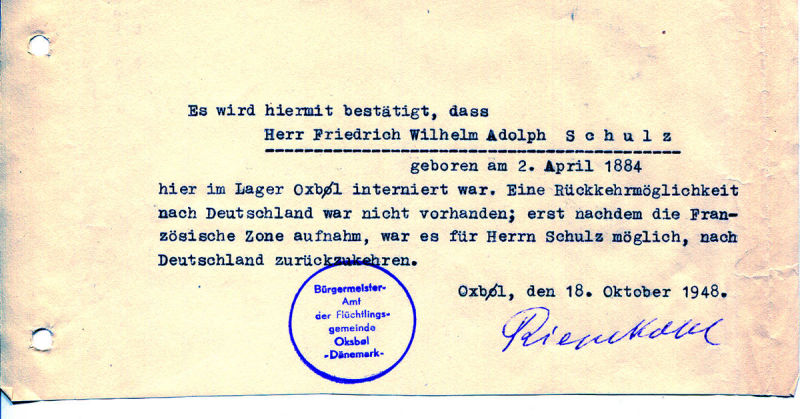 Es wird hiermit bestätigt, dass
Herr Friedrich Wilhelm Adolph S c h u l z
geboren am 2. April 1884
hier im Lager Oxbøl interniert war. Eine Rückkehrmöglichkeit
nach Deutschland war nicht vorhanden; erst nachdem die Fran-
zösische Zone aufnahm, war es für Herrn Schulz möglich, nach
Deutschland zurückzukehren.
Oxbøl, den 18. Oktober 1948.
Bürgermeister-
Amt
der Flüchtlings-
gemeinde
Oksbøl
-Dänemark-